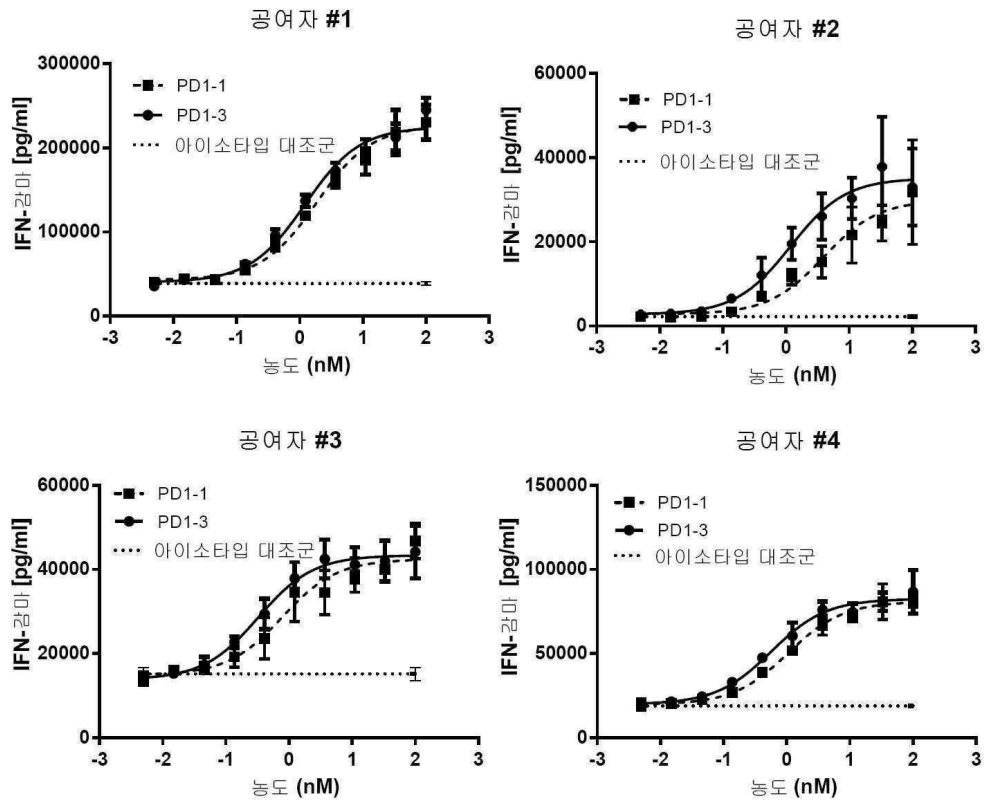 공여자 #1
IFN-감마 [pg/ml]
300000
200000
100000
0
PD1-1
PD1-3
아이소타입 대조군
-3 -2 -1 0 1 2 3
농도 (nM)
공여자 #2
IFN-감마 [pg/ml]
60000
40000
20000
0
PD1-1
PD1-3
아이소타입 대조군
-3 -2 -1 0 1 2 3
농도 (nM)
공여자 #3
IFN-감마 [pg/ml]
60000
40000
20000
0
PD1-1
PD1-3
아이소타입 대조군
-3 -2 -1 0 1 2 3
농도 (nM)
공여자 #4
IFN-감마 [pg/ml]
150000
100000
50000
0
PD1-1
PD1-3
아이소타입 대조군
-3 -2 -1 0 1 2 3
농도 (nM)